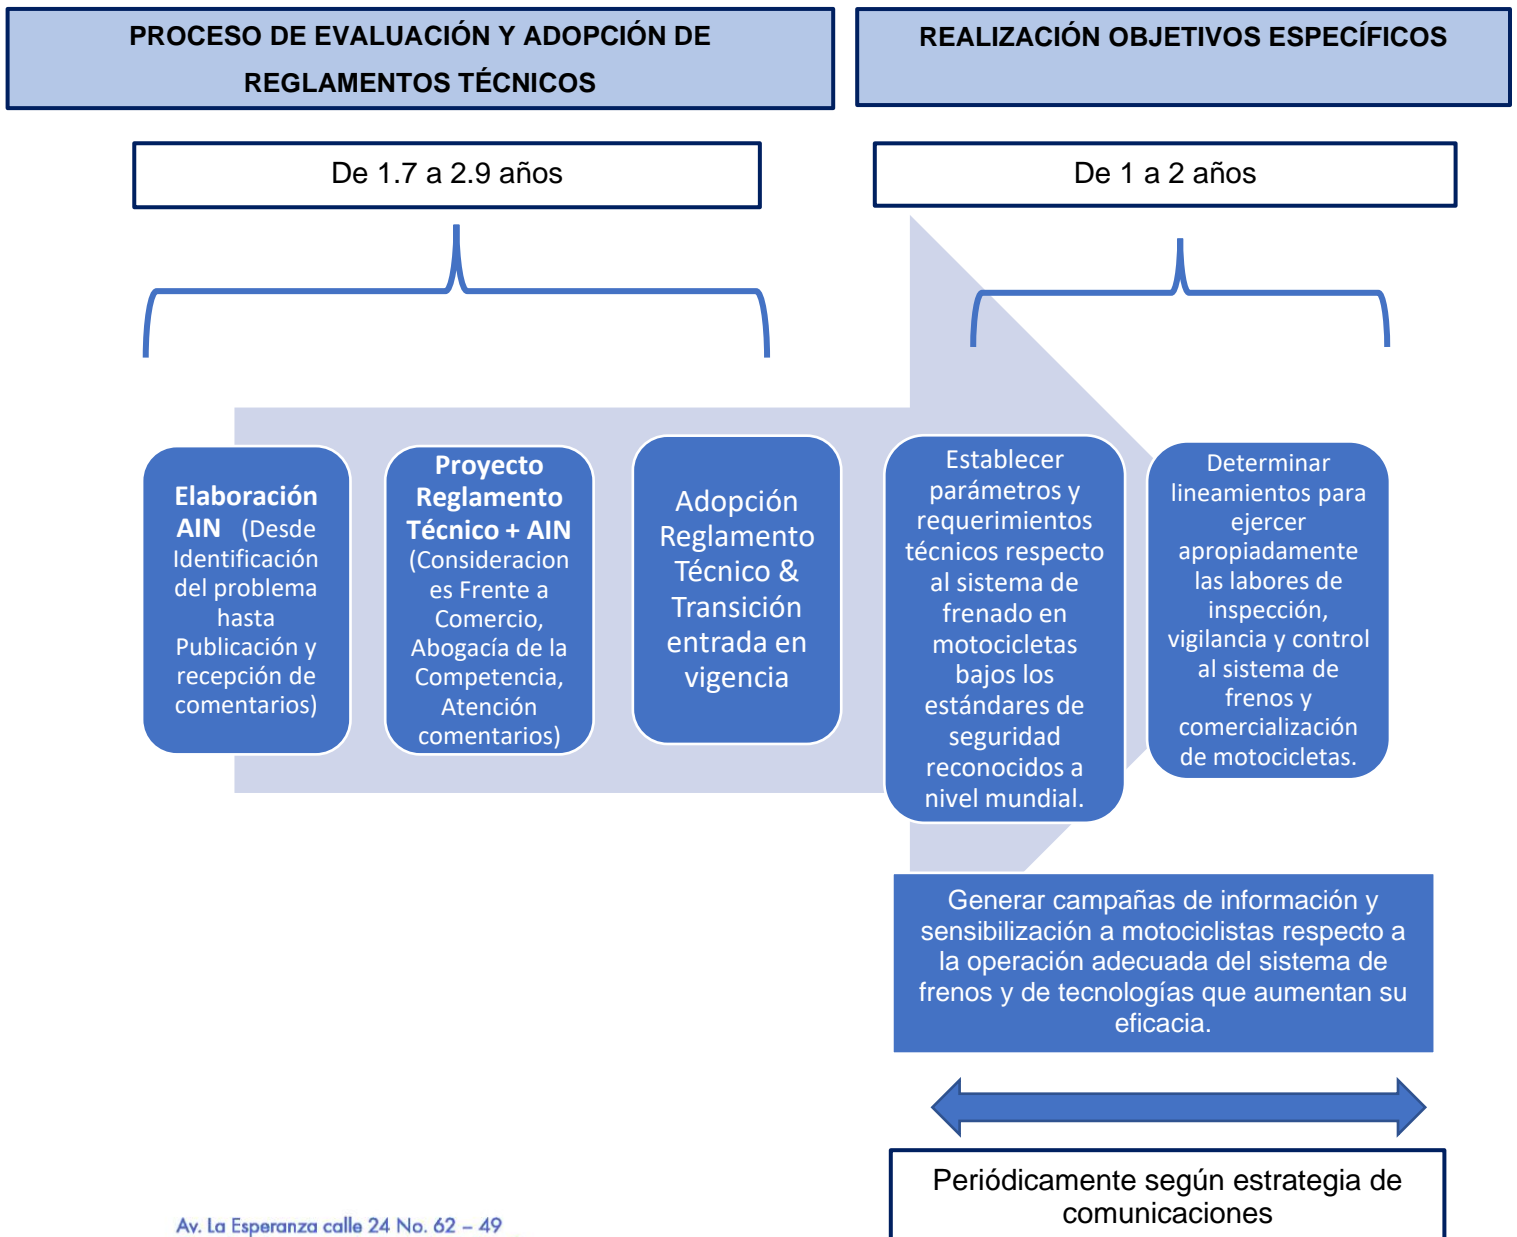 PROCESO DE EVALUACIÓN Y ADOPCIÓN DE
REGLAMENTOS TÉCNICOS
REALIZACIÓN OBJETIVOS ESPECÍFICOS
De 1.7 a 2.9 años
De 1 a 2 años
Elaboración
AIN (Desde
Identificación
del problema
hasta
Publicación y
recepción de
comentarios)
Proyecto
Reglamento
Técnico + AIN
(Consideracion
es Frente a
Comercio,
Abogacía de la
Competencia,
Atención
comentarios)
Adopción
Reglamento
Técnico &
Transición
entrada en
vigencia
Establecer
parámetros y
requerimientos
técnicos respecto
al sistema de
frenado en
motocicletas
bajos los
estándares de
seguridad
reconocidos a
nivel mundial.
Determinar
lineamientos para
ejercer
apropiadamente
las labores de
inspección,
vigilancia y control
al sistema de
frenos y
comercialización
de motocicletas.
Generar campañas de información y
sensibilización a motociclistas respecto a
la operación adecuada del sistema de
frenos y de tecnologías que aumentan su
eficacia.
Periódicamente según estrategia de
comunicaciones
Av. La Esperanza calle 24 No. 62 – 49